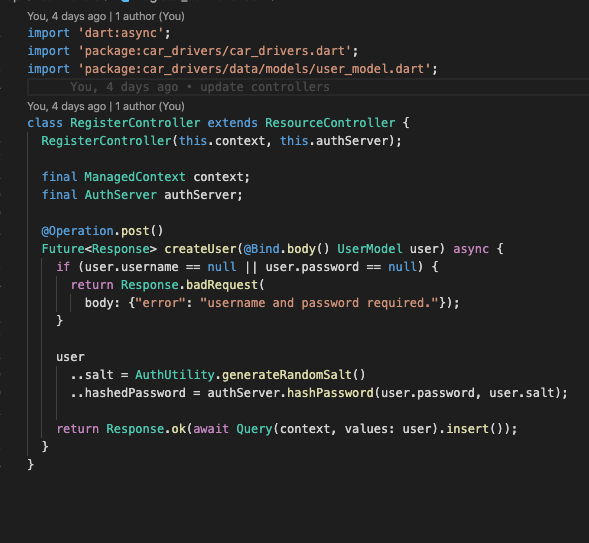 You, 4 days ago | 1 author (You)
import 'dart:async';
import 'package:car_drivers/car_drivers.dart';
import 'package:car_drivers/data/models/user_model.dart';
You, 4 days ago • update controllers
You, 4 days ago | 1 author (You)
class RegisterController extends ResourceController {
  RegisterController(this.context, this.authServer);
  final ManagedContext context;
  final AuthServer authServer;
  @Operation.post()
  Future<Response> createUser(@Bind.body() UserModel user) async {
    if (user.username == null || user.password == null) {
      return Response.badRequest(
        body: {"error": "username and password required."});
    }
    user
      ..salt = AuthUtility.generateRandomSalt()
      ..hashedPassword = authServer.hashPassword(user.password, user.salt);
    return Response.ok(await Query(context, values: user).insert());
  }
}